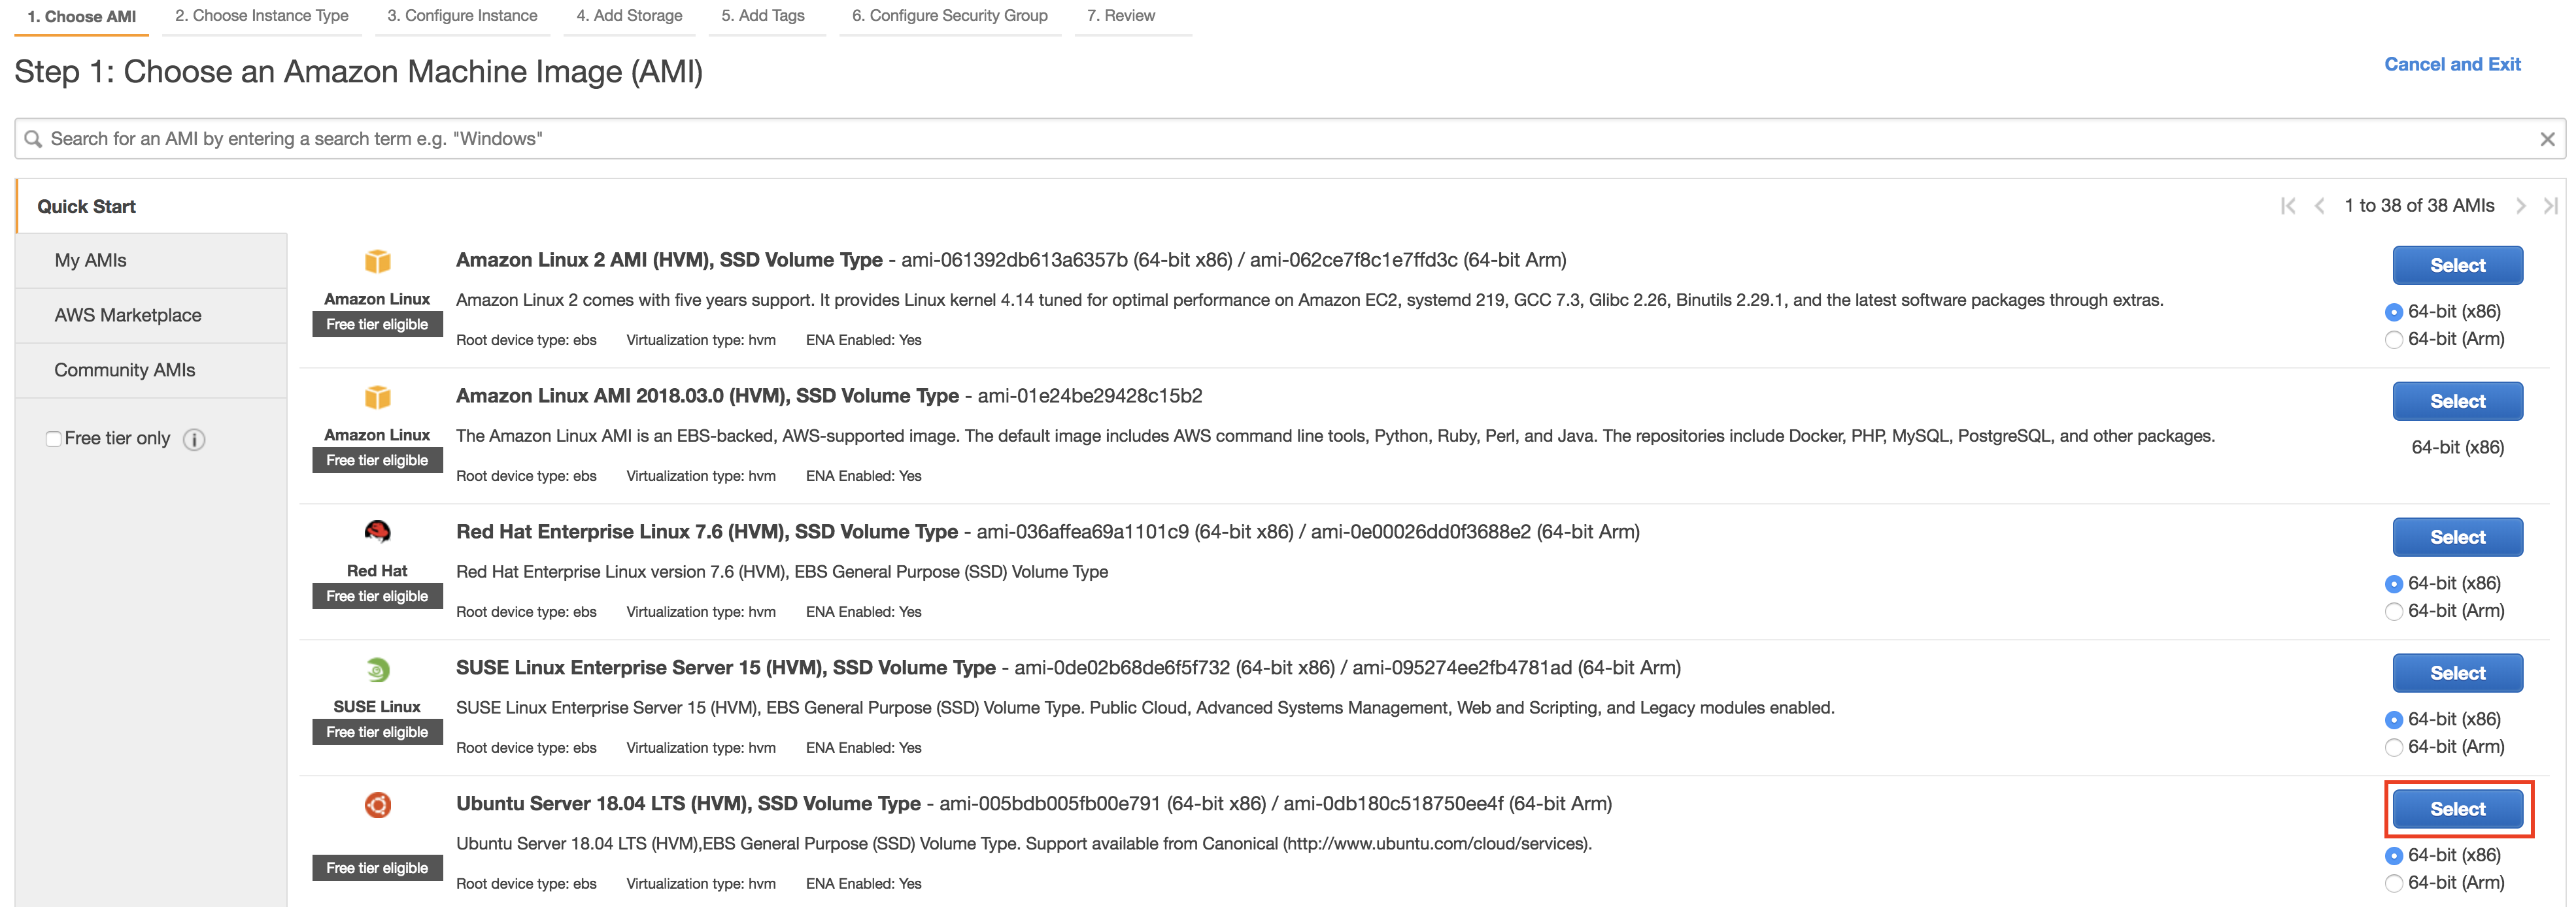 1. Choose AMI 2. Choose Instance Type 3. Configure Instance 4. Add Storage 5. Add Tags 6. Configure Security Group 7. Review
Step 1: Choose an Amazon Machine Image (AMI)
Cancel and Exit
Search for an AMI by entering a search term e.g. "Windows"
Quick Start
1 to 38 of 38 AMIs
My AMIs
AWS Marketplace
Community AMIs
Free tier only
Amazon Linux
Free tier eligible
Amazon Linux 2 AMI (HVM), SSD Volume Type - ami-061392db613a6357b (64-bit x86) / ami-062ce7f8c1e7ffd3c (64-bit Arm)
Amazon Linux 2 comes with five years support. It provides Linux kernel 4.14 tuned for optimal performance on Amazon EC2, systemd 219, GCC 7.3, Glibc 2.26, Binutils 2.29.1, and the latest software packages through extras.
Root device type: ebs Virtualization type: hvm ENA Enabled: Yes
Select
64-bit (x86)
64-bit (Arm)
Amazon Linux
Free tier eligible
Amazon Linux AMI 2018.03.0 (HVM), SSD Volume Type - ami-01e24be29428c15b2
The Amazon Linux AMI is an EBS-backed, AWS-supported image. The default image includes AWS command line tools, Python, Ruby, Perl, and Java. The repositories include Docker, PHP, MySQL, PostgreSQL, and other packages.
Root device type: ebs Virtualization type: hvm ENA Enabled: Yes
Select
64-bit (x86)
Red Hat
Free tier eligible
Red Hat Enterprise Linux 7.6 (HVM), SSD Volume Type - ami-036affea69a1101c9 (64-bit x86) / ami-0e00026dd0f3688e2 (64-bit Arm)
Red Hat Enterprise Linux version 7.6 (HVM), EBS General Purpose (SSD) Volume Type
Root device type: ebs Virtualization type: hvm ENA Enabled: Yes
Select
64-bit (x86)
64-bit (Arm)
SUSE Linux
Free tier eligible
SUSE Linux Enterprise Server 15 (HVM), SSD Volume Type - ami-0de02b68de6f5f732 (64-bit x86) / ami-095274ee2fb4781ad (64-bit Arm)
SUSE Linux Enterprise Server 15 (HVM), EBS General Purpose (SSD) Volume Type. Public Cloud, Advanced Systems Management, Web and Scripting, and Legacy modules enabled.
Root device type: ebs Virtualization type: hvm ENA Enabled: Yes
Select
64-bit (x86)
64-bit (Arm)
Free tier eligible
Ubuntu Server 18.04 LTS (HVM), SSD Volume Type - ami-005bdb005fb00e791 (64-bit x86) / ami-0db180c518750ee4f (64-bit Arm)
Ubuntu Server 18.04 LTS (HVM),EBS General Purpose (SSD) Volume Type. Support available from Canonical (http://www.ubuntu.com/cloud/services).
Root device type: ebs Virtualization type: hvm ENA Enabled: Yes
Select
64-bit (x86)
64-bit (Arm)